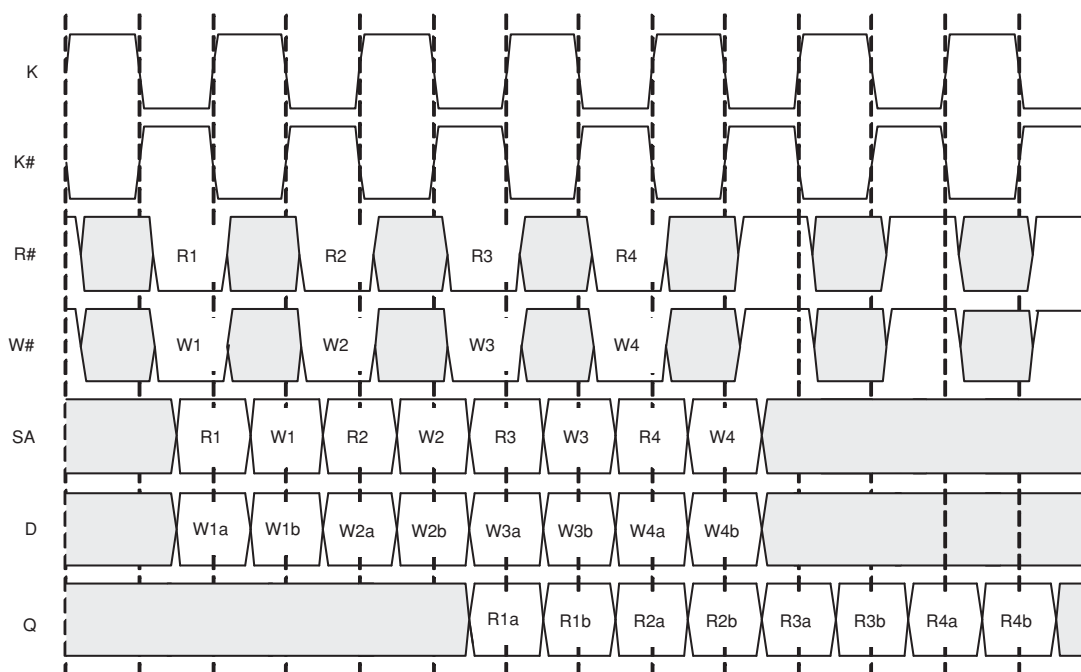 K
K#
R# R1 R2 R3 R4
W# W1 W2 W3 W4
SA R1 W1 R2 W2 R3 W3 R4 W4
D W1a W1b W2a W2b W3a W3b W4a W4b
Q R1a R1b R2a R2b R3a R3b R4a R4b